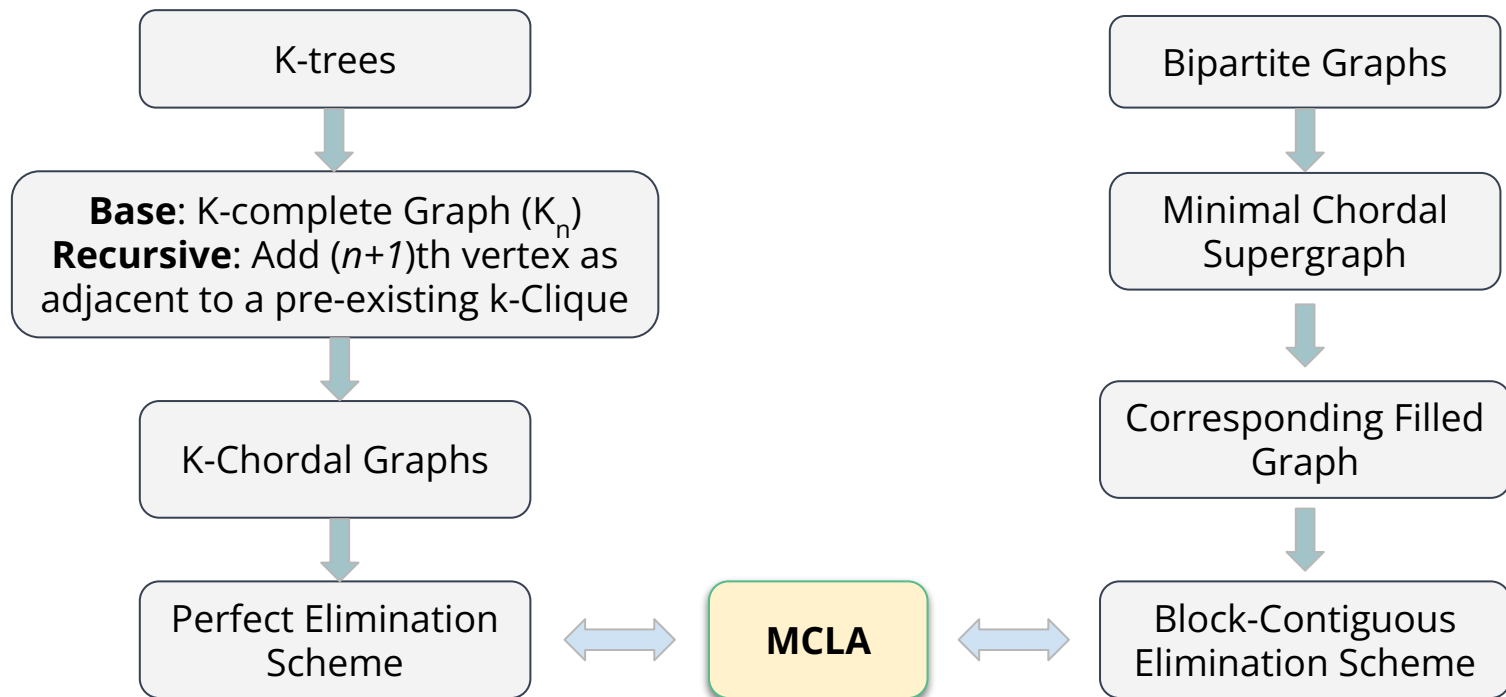 K-trees
Base: K-complete Graph (Kₙ)
Recursive: Add (n+1)th vertex as
adjacent to a pre-existing k-Clique
K-Chordal Graphs
Perfect Elimination
Scheme
MCLA
Bipartite Graphs
Minimal Chordal
Supergraph
Corresponding Filled
Graph
Block-Contiguous
Elimination Scheme